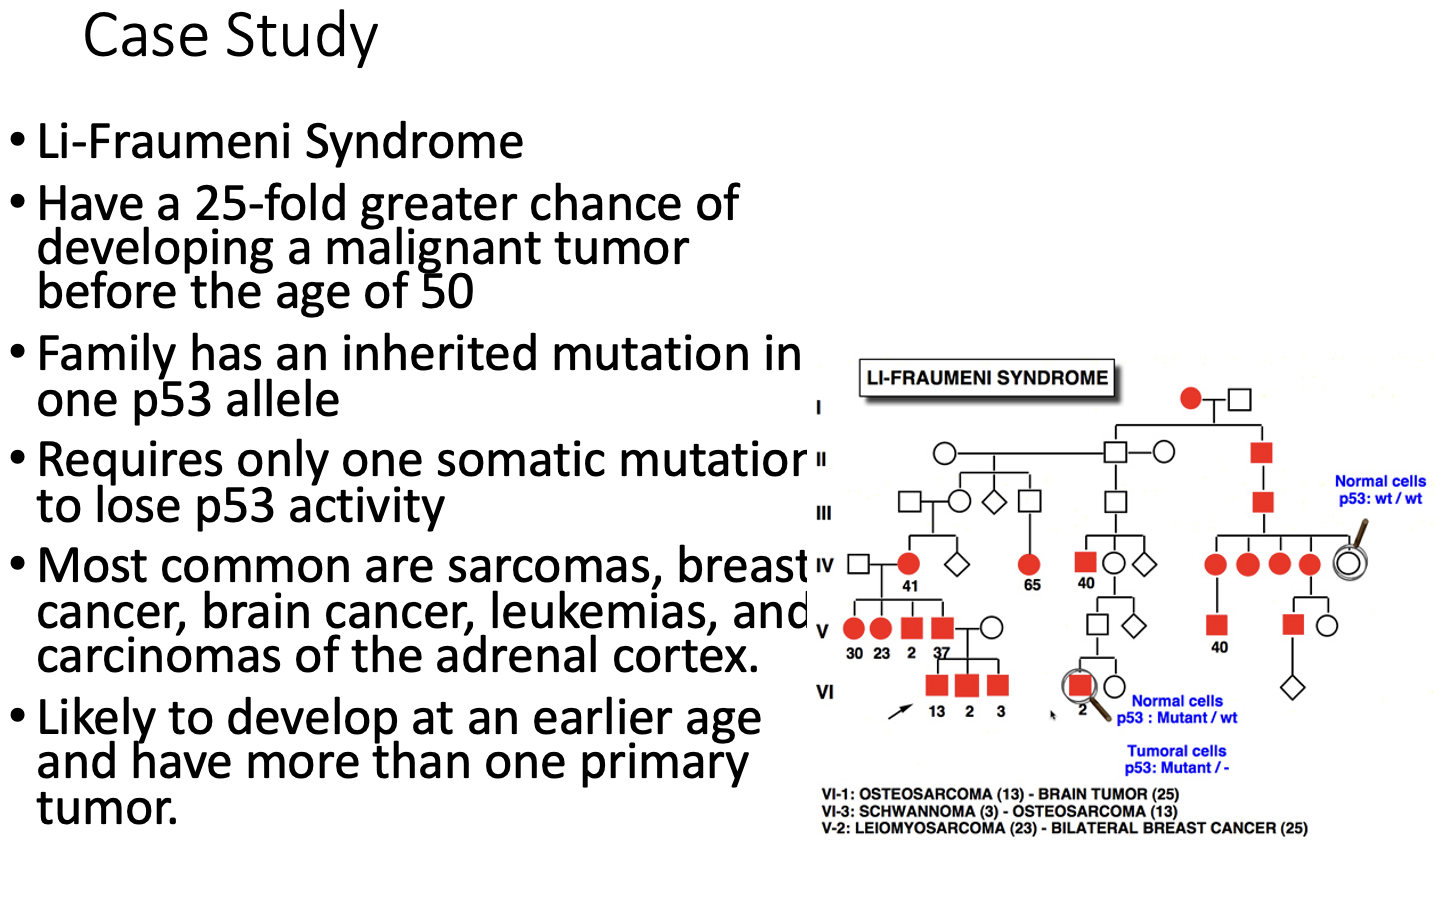 Case Study
• Li-Fraumeni Syndrome
• Have a 25-fold greater chance of
developing a malignant tumor
before the age of 50
• Family has an inherited mutation in
one p53 allele
• Requires only one somatic mutation
to lose p53 activity
• Most common are sarcomas, breast
cancer, brain cancer, leukemias, and
carcinomas of the adrenal cortex.
• Likely to develop at an earlier age
and have more than one primary
tumor.
LI-FRAUMENI SYNDROME
I
II
Normal cells
p53: wt / wt
III
IV
41
65
40
V
30 23 2 37
40
VI
13 2 3
2
Normal cells
p53 : Mutant / wt
Tumoral cells
p53: Mutant / -
VI-1: OSTEOSARCOMA (13) - BRAIN TUMOR (25)
VI-3: SCHWANNOMA (3) - OSTEOSARCOMA (13)
V-2: LEIOMYOSARCOMA (23) - BILATERAL BREAST CANCER (25)